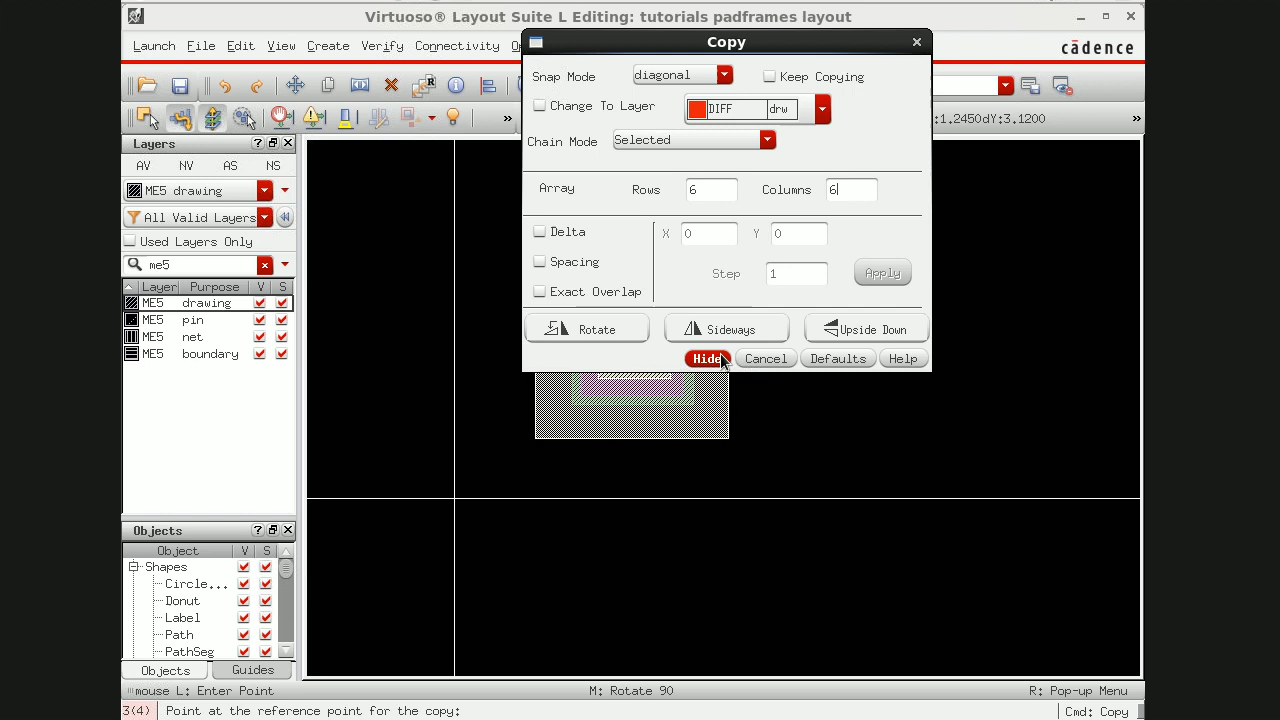 Virtuoso® Layout Suite L Editing: tutorials padframes layout
Launch File Edit View Create Verify Connectivity
cādence
Copy
Snap Mode diagonal Keep Copying
Change To Layer DIFF drw
Chain Mode Selected
Array Rows 6 Columns 6
Delta X 0 Y 0
Spacing Step 1 Apply
Exact Overlap
Rotate Sideways Upside Down
Hide Cancel Defaults Help
» :1.2450dY:3.1200 »
Layers ?
AV NV AS NS
ME5 drawing
All Valid Layers
Used Layers Only
me5
Layer Purpose V S
ME5 drawing
ME5 pin
ME5 net
ME5 boundary
Objects ?
Object V S
Shapes
Circle...
Donut
Label
Path
PathSeg
Objects Guides
mouse L: Enter Point M: Rotate 90 R: Pop-up Menu
3(4) Point at the reference point for the copy: Cmd: Copy